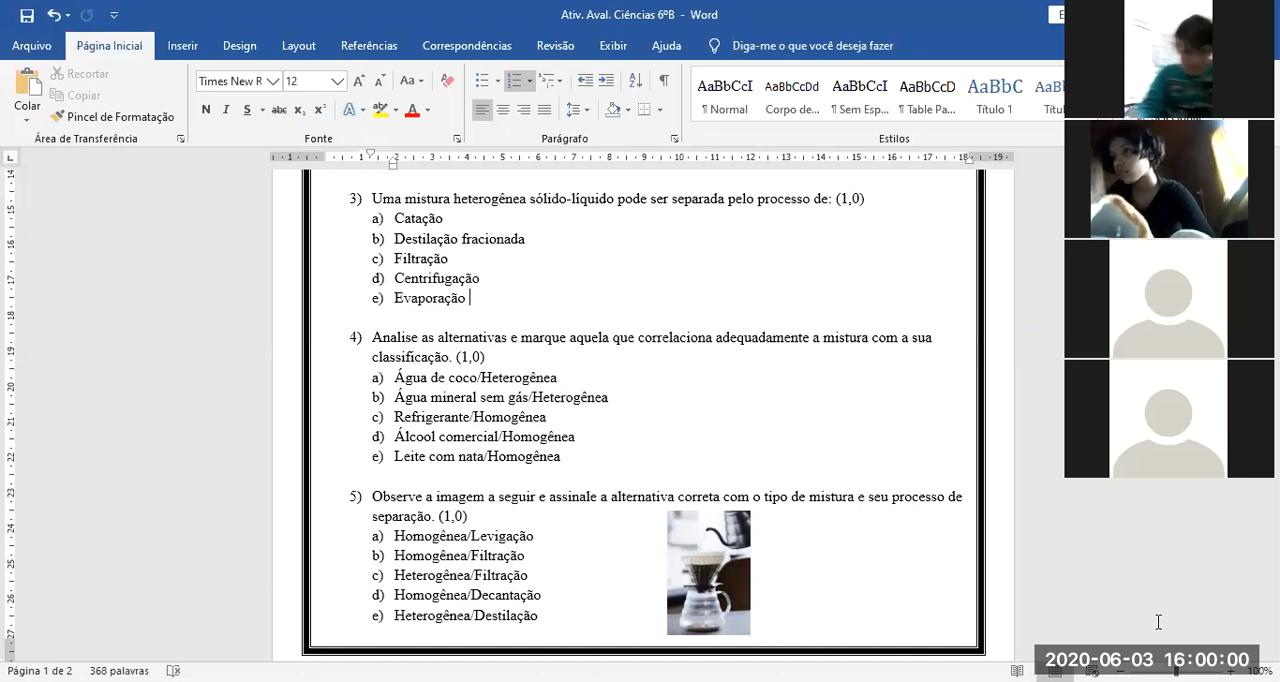 Ativ. Aval. Ciências 6ºB - Word
Arquivo Página Inicial Inserir Design Layout Referências Correspondências Revisão Exibir Ajuda Diga-me o que você deseja fazer
Colar
Recortar
Copiar
Pincel de Formatação
Área de Transferência
Times New R 12
Fonte
Parágrafo
AaBbCcI AaBbCcDd AaBbCcI AaBbCcD AaBbC
¶ Normal Corpo de... ¶ Sem Esp... ¶ Table Pa... Título 1
Estilos
3) Uma mistura heterogênea sólido-líquido pode ser separada pelo processo de: (1,0)
a) Catação
b) Destilação fracionada
c) Filtração
d) Centrifugação
e) Evaporação
4) Analise as alternativas e marque aquela que correlaciona adequadamente a mistura com a sua
classificação. (1,0)
a) Água de coco/Heterogênea
b) Água mineral sem gás/Heterogênea
c) Refrigerante/Homogênea
d) Álcool comercial/Homogênea
e) Leite com nata/Homogênea
5) Observe a imagem a seguir e assinale a alternativa correta com o tipo de mistura e seu processo de
separação. (1,0)
a) Homogênea/Levigação
b) Homogênea/Filtração
c) Heterogênea/Filtração
d) Homogênea/Decantação
e) Heterogênea/Destilação
Página 1 de 2 368 palavras 100%
2020-06-03 16:00:00